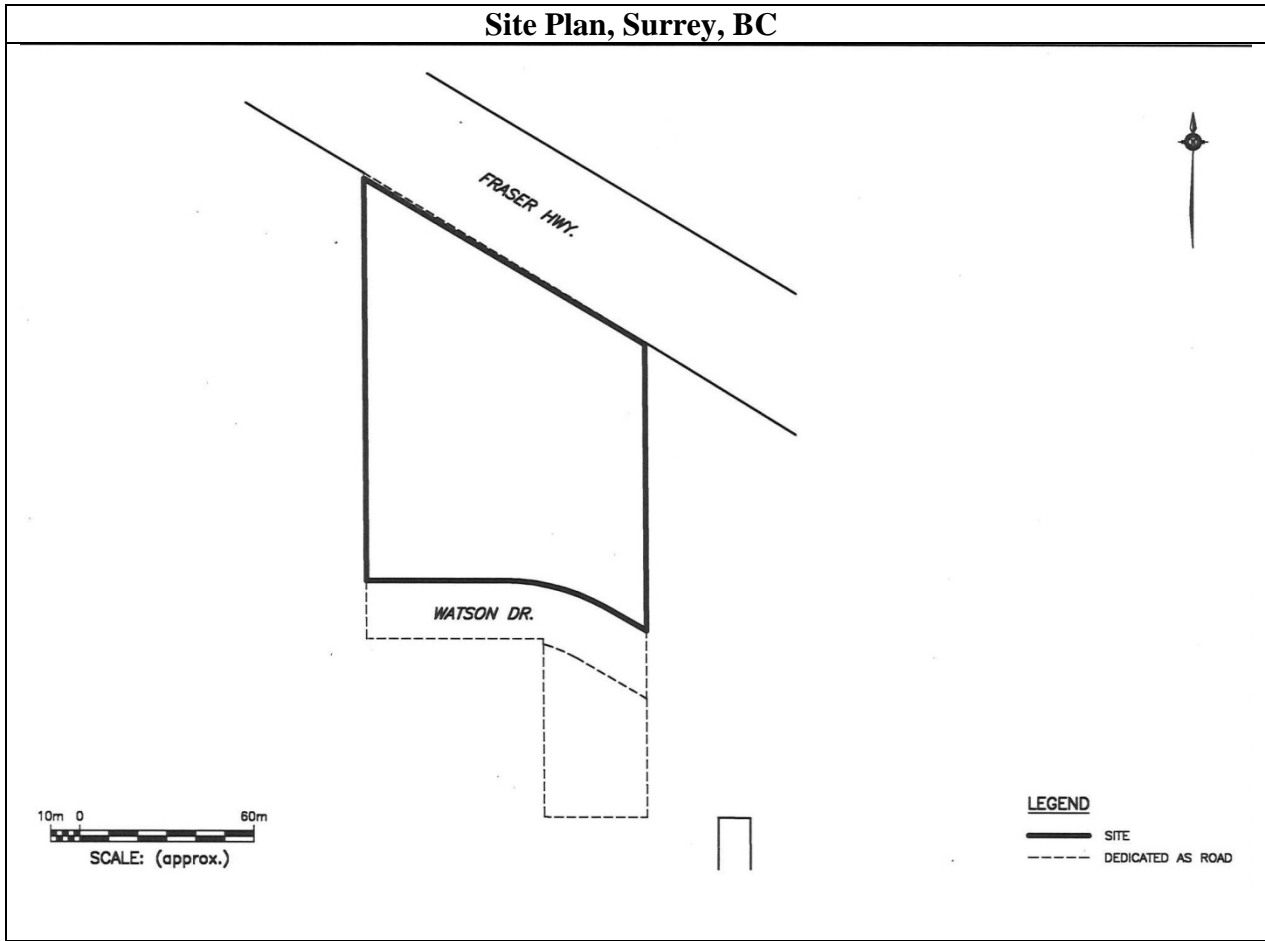 Site Plan, Surrey, BC
FRASER HWY.
WATSON DR.
10m 0 60m
SCALE: (approx.)
LEGEND
SITE
DEDICATED AS ROAD